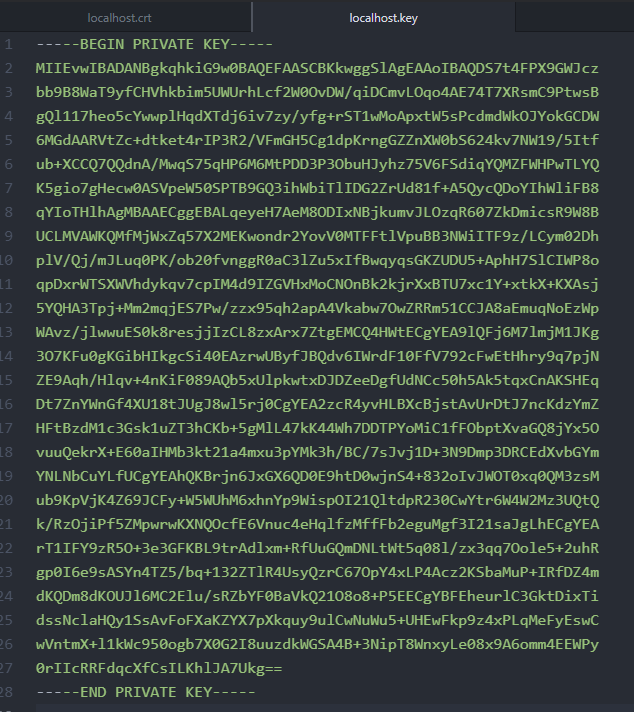 localhost.crt
localhost.key
1 -----BEGIN PRIVATE KEY-----
2 MIIEvwIBADANBgkqhkiG9w0BAQEFAASCBKkwggSlAgEAAoIBAQDS7t4FPX9GWJcz
3 bb9B8WaT9yfCHVhkbim5UWUrhLcf2W0OvDW/qiDCmvLOqo4AE74T7XRsmC9PtwsB
4 gQl117heo5cYwwplHqdXTdj6iv7zy/yfg+rST1wMoApxtW5sPcdmdWkOJYokGCDW
5 6MGdAARVtZc+dtket4rIP3R2/VFmGH5Cg1dpKrngGZZnXW0bS624kv7NW19/5Itf
6 ub+XCCQ7QQdnA/MwqS75qHP6M6MtPDD3P3ObuHJyhz75V6FSdiqYQMZFWHPwTLYQ
7 K5gio7gHecw0ASVpeW50SPTB9GQ3ihWbiTlIDG2ZrUd81f+A5QycQDoYIhWliFB8
8 qYIoTHlhAgMBAAECggEBALqeyeH7AeM8ODIxNBjkumvJLOzqR607ZkDmicsR9W8B
9 UCLMVAWKQMfMjWxZq57X2MEKwondr2YovV0MTFFtlVpuBB3NWiITF9z/LCym02Dh
10 plV/Qj/mJLuq0PK/ob20fvnggR0aC3lZu5xIfBwqyqsGKZUDU5+AphH7SlCIWP8o
11 qpDxrWTSXWVhdykqv7cpIM4d9IZGVHxMoCNOnBk2kjrXxBTU7xc1Y+xtkX+KXAsj
12 5YQHA3Tpj+Mm2mqjES7Pw/zzx95qh2apA4Vkabw7OwZRRm51CCJA8aEmuqNoEzWp
13 WAvz/jlwwuES0k8resjjIzCL8zxArx7ZtgEMCQ4HWtECgYEA9lQFj6M7lmjM1JKg
14 3O7KFu0gKGibHIkgcSi40EAzrwUByfJBQdv6IWrdF10FfV792cFwEtHhry9q7pjN
15 ZE9Aqh/Hlqv+4nKiF089AQb5xUlpkwtxDJDZeeDgfUdNCc50h5Ak5tqxCnAKSHEq
16 Dt7ZnYWnGf4XU18tJUgJ8wl5rj0CgYEA2zcR4yvHLBXcBjstAvUrDtJ7ncKdzYmZ
17 HFtBzdM1c3Gsk1uZT3hCKb+5gMlL47kK44Wh7DDTPYoMiC1fFObptXvaGQ8jYx5O
18 vuuQekrX+E60aIHMb3kt21a4mxu3pYMk3h/BC/7sJvj1D+3N9Dmp3DRCEdXvbGYm
19 YNLNbCuYLfUCgYEAhQKBrjn6JxGX6QD0E9htD0wjnS4+832oIvJWOT0xq0QM3zsM
20 ub9KpVjK4Z69JCFy+W5WUhM6xhnYp9WispOI21QltdpR230CwYtr6W4W2Mz3UQtQ
21 k/RzOjiPf5ZMpwrwKXNQOcfE6Vnuc4eHqlfzMffFb2eguMgf3I21saJgLhECgYEA
22 rT1IFY9zR5O+3e3GFKBL9trAdlxm+RfUuGQmDNLtWt5q08l/zx3qq7Oole5+2uhR
23 gp0I6e9sASYn4TZ5/bq+132ZTlR4UsyQzrC67OpY4xLP4Acz2KSbaMuP+IRfDZ4m
24 dKQDm8dKOUJl6MC2Elu/sRZbYF0BaVkQ21O8o8+P5EECgYBFEheurlC3GktDixTi
25 dssNclaHQy1SsAvFoFXaKZYX7pXkquy9ulCwNuWu5+UHEwFkp9z4xPLqMeFyEswC
26 wVntmX+l1kWc950ogb7X0G2I8uuzdkWGSA4B+3NipT8WnxyLe08x9A6omm4EEWPy
27 0rIIcRRFdqcXfCsILKhlJA7Ukg==
28 -----END PRIVATE KEY-----